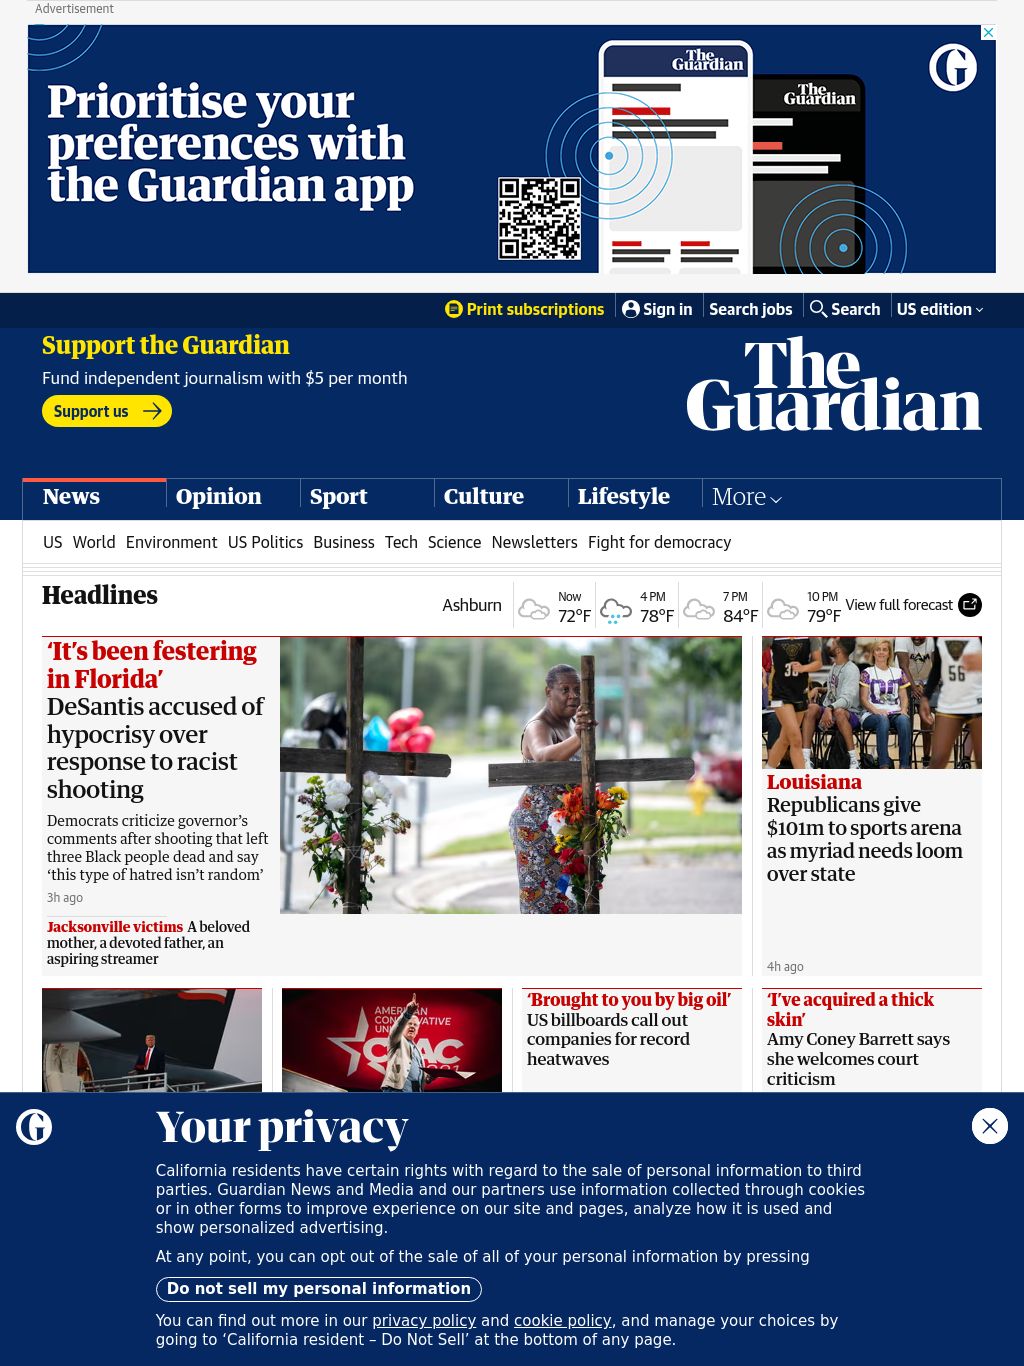 Advertisement
Prioritise your
preferences with
the Guardian app
The
Guardian
The
Guardian
Print subscriptions
Sign in
Search jobs
Search
US edition
Support the Guardian
Fund independent journalism with $5 per month
Support us
The
Guardian
News
Opinion
Sport
Culture
Lifestyle
More
US World Environment US Politics Business Tech Science Newsletters Fight for democracy
Headlines
Ashburn
Now
72°F
4 PM
78°F
7 PM
84°F
10 PM
79°F
View full forecast
‘It’s been festering
in Florida’
DeSantis accused of
hypocrisy over
response to racist
shooting
Democrats criticize governor’s
comments after shooting that left
three Black people dead and say
‘this type of hatred isn’t random’
3h ago
Jacksonville victims A beloved
mother, a devoted father, an
aspiring streamer
56
Louisiana
Republicans give
$101m to sports arena
as myriad needs loom
over state
4h ago
‘Brought to you by big oil’
US billboards call out
companies for record
heatwaves
‘I’ve acquired a thick
skin’
Amy Coney Barrett says
she welcomes court
criticism
Your privacy
California residents have certain rights with regard to the sale of personal information to third
parties. Guardian News and Media and our partners use information collected through cookies
or in other forms to improve experience on our site and pages, analyze how it is used and
show personalized advertising.
At any point, you can opt out of the sale of all of your personal information by pressing
Do not sell my personal information
You can find out more in our privacy policy and cookie policy, and manage your choices by
going to ‘California resident – Do Not Sell’ at the bottom of any page.